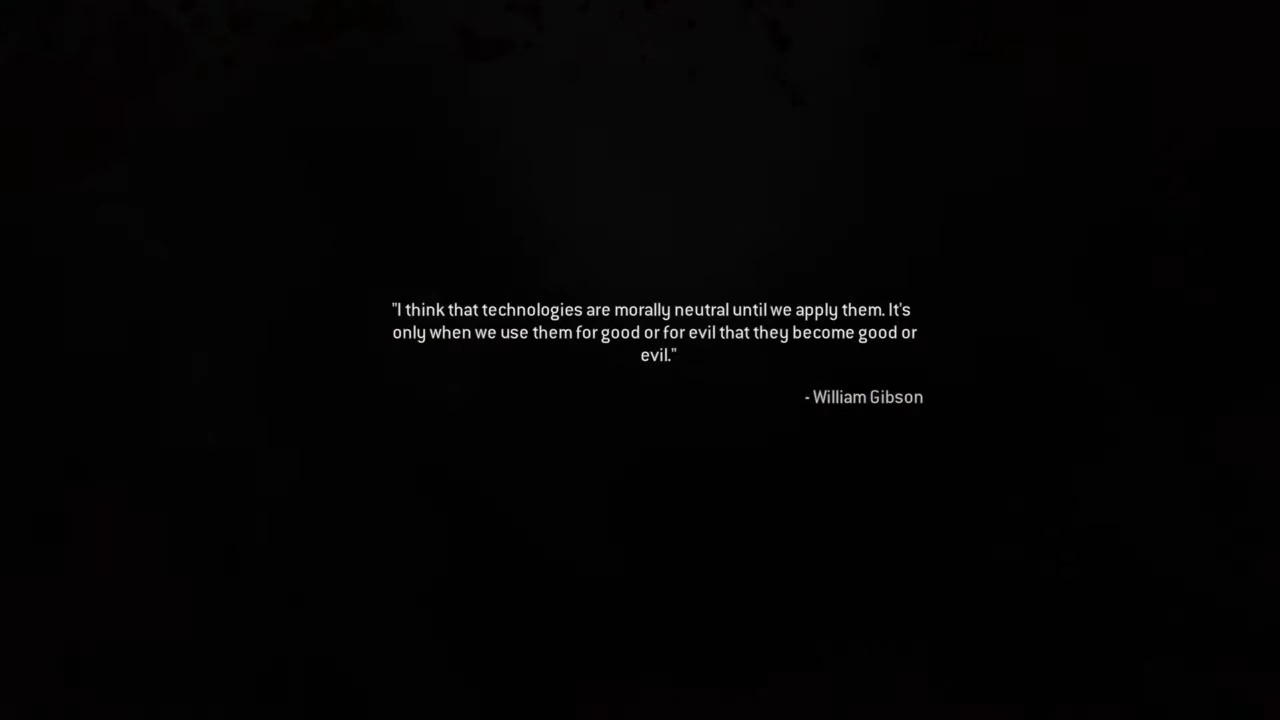 "I think that technologies are morally neutral until we apply them. It's
only when we use them for good or for evil that they become good or
evil."
- William Gibson